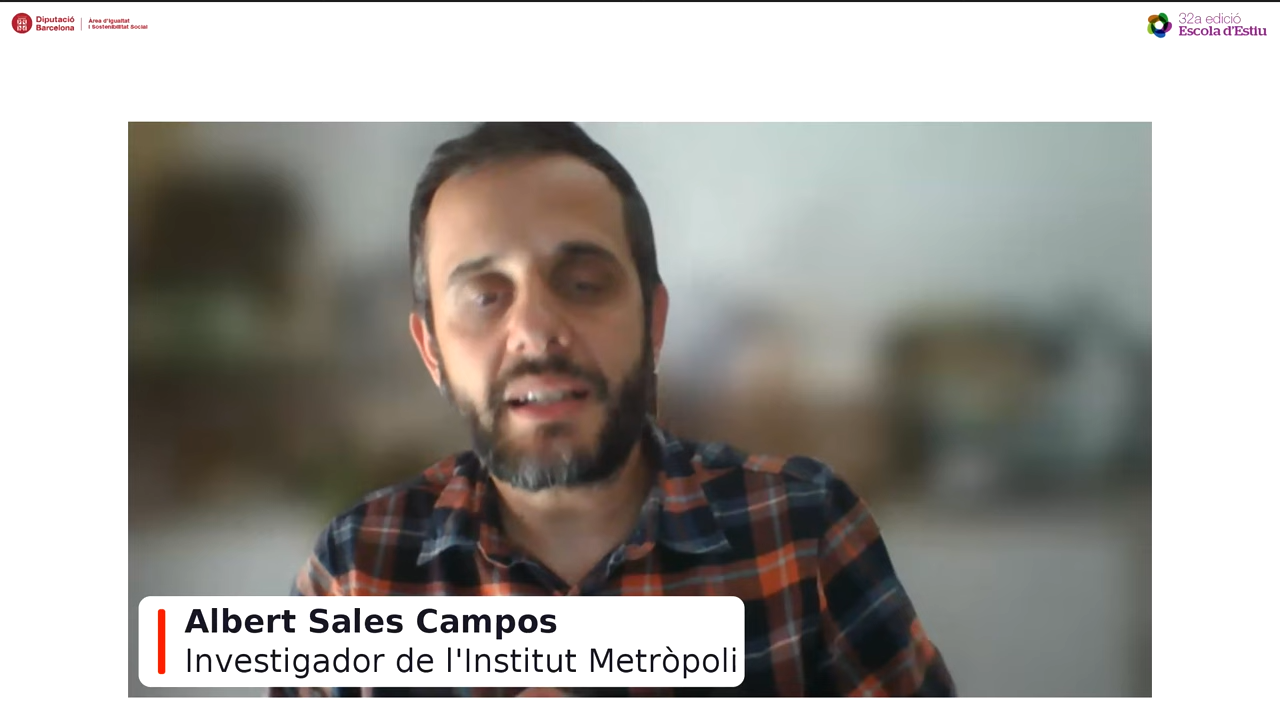 Diputació
Barcelona
Àrea d'Igualtat
i Sostenibilitat Social
32a edició
Escola d'Estiu
Albert Sales Campos
Investigador de l'Institut Metròpoli